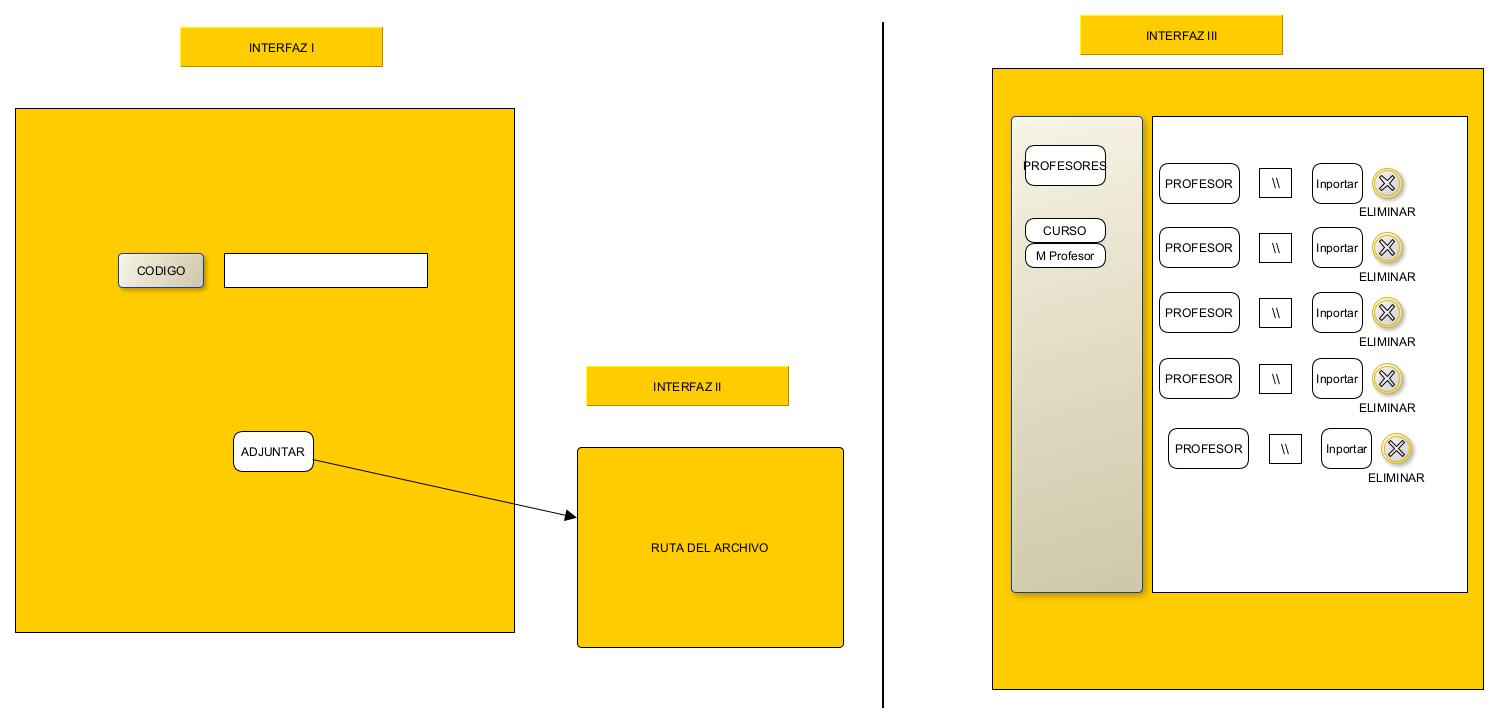 INTERFAZ I
CODIGO
ADJUNTAR
INTERFAZ II
RUTA DEL ARCHIVO
INTERFAZ III
PROFESORES
CURSO
M Profesor
PROFESOR \\ Inportar
ELIMINAR
PROFESOR \\ Inportar
ELIMINAR
PROFESOR \\ Inportar
ELIMINAR
PROFESOR \\ Inportar
ELIMINAR
PROFESOR \\ Inportar
ELIMINAR